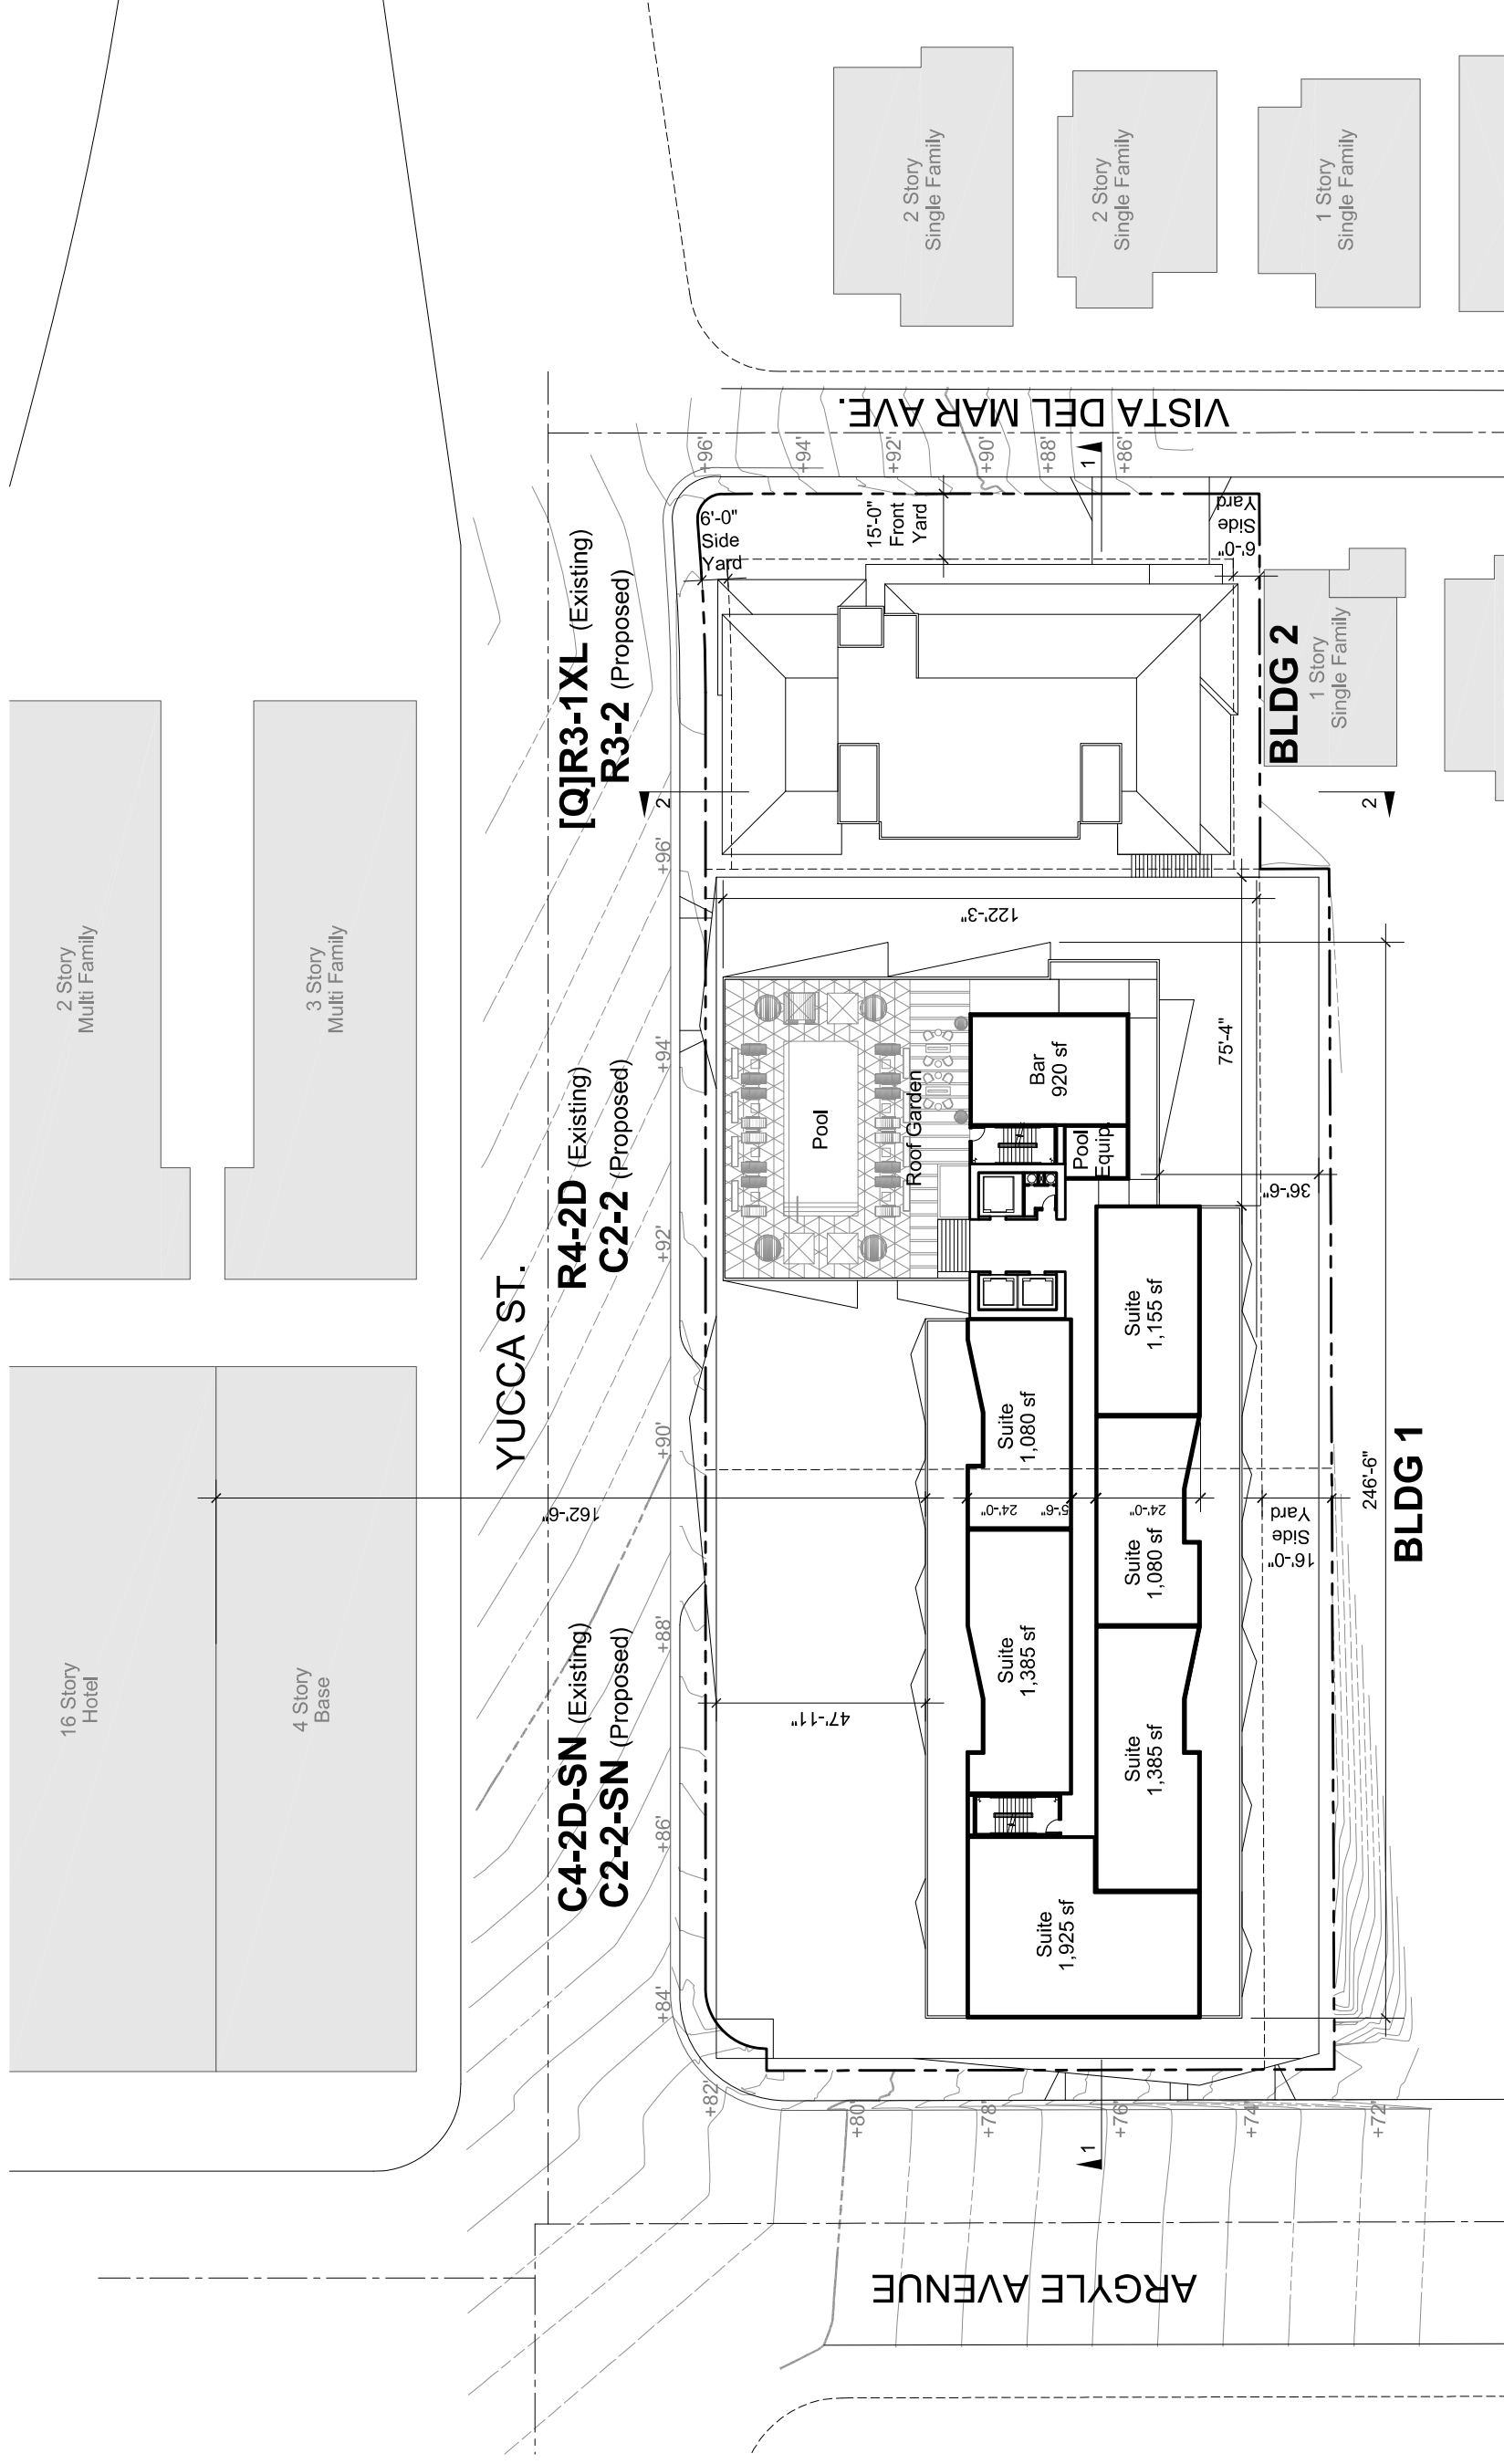 16 Story
Hotel
4 Story
Base
2 Story
Multi Family
3 Story
Multi Family
YUCCA ST.
C4-2D-SN (Existing)
C2-2-SN (Proposed)
R4-2D (Existing)
C2-2 (Proposed)
[Q]R3-1XL (Existing)
R3-2 (Proposed)
2
+82'
+84'
+86'
+88'
+90'
+92'
+94'
+96'
+96'
+94'
+92'
+90'
+88'
+86'
+80'
+78'
+76'
+74'
+72'
ARGYLE AVENUE
VISTA DEL MAR AVE.
1
1
162'-6"
47'-11"
24'-0"
5'-6"
24'-0"
16'-0"
Side
Yard
122'-3"
36'-6"
75'-4"
246'-6"
6'-0"
Side
Yard
15'-0"
Front
Yard
6'-0"
Side
Yard
Pool
Roof Garden
Bar
920 sf
Pool
Equip.
Suite
1,080 sf
Suite
1,155 sf
Suite
1,385 sf
Suite
1,080 sf
Suite
1,925 sf
Suite
1,385 sf
BLDG 1
BLDG 2
2
2 Story
Single Family
2 Story
Single Family
1 Story
Single Family
1 Story
Single Family